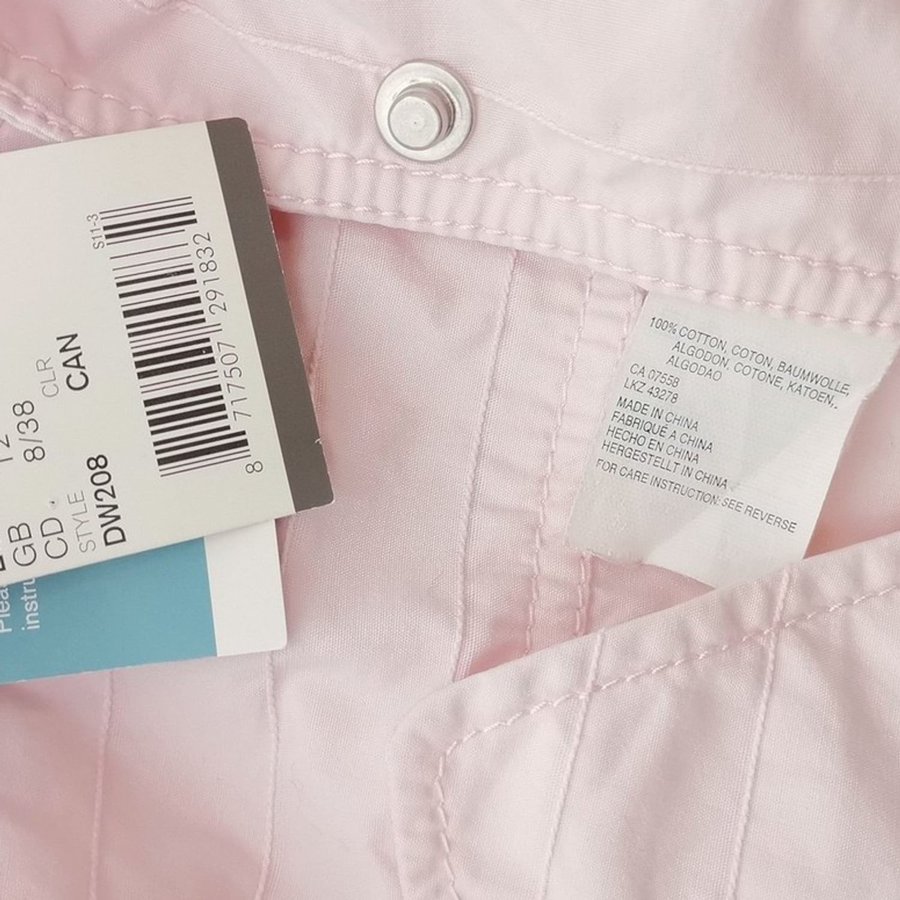 S11-3
8 717507 291832
CLR
CAN
12
GB 8/38
CD
STYLE
DW208
instru
100% COTTON, COTON, BAUMWOLLE,
ALGODON, COTONE, KATOEN,.
ALGODAO
CA 07558
LKZ 43278
MADE IN CHINA
FABRIQUÉ A CHINA
HECHO EN CHINA
HERGESTELLT IN CHINA
FOR CARE INSTRUCTION: SEE REVERSE